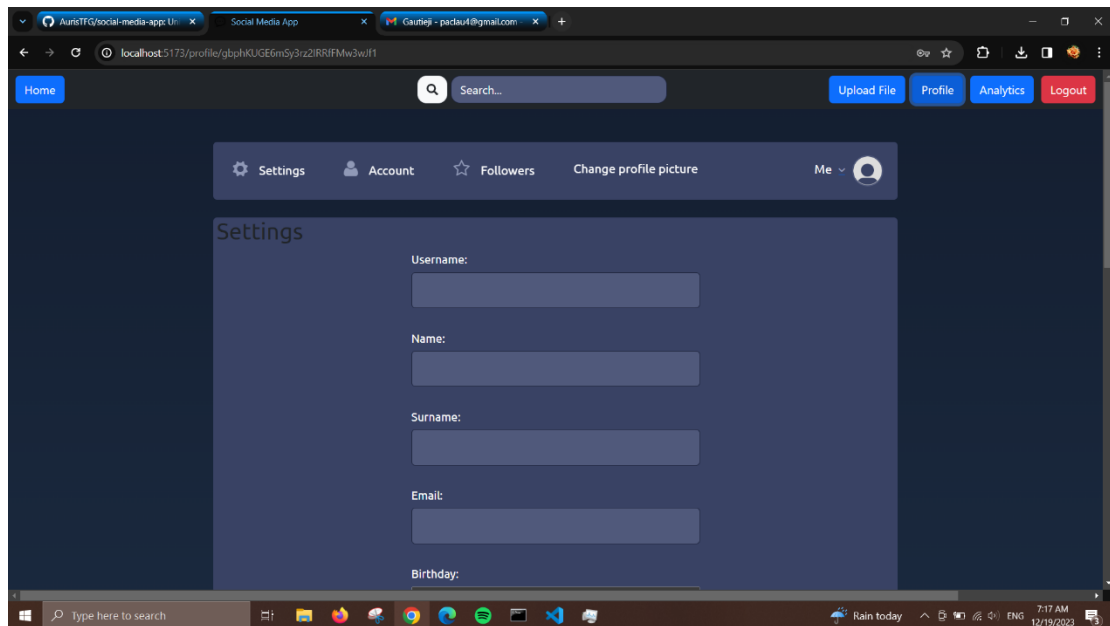 AurisTFG/social-media-app: Uni
Social Media App
Gautieji - paclau4@gmail.com -
localhost:5173/profile/gbphKUGE6mSy3rz2IRRfFMw3wJf1
Home
Search...
Upload File
Profile
Analytics
Logout
Settings
Account
Followers
Change profile picture
Me
Settings
Username:
Name:
Surname:
Email:
Birthday:
Type here to search
Rain today
ENG
7:17 AM
12/19/2023
3